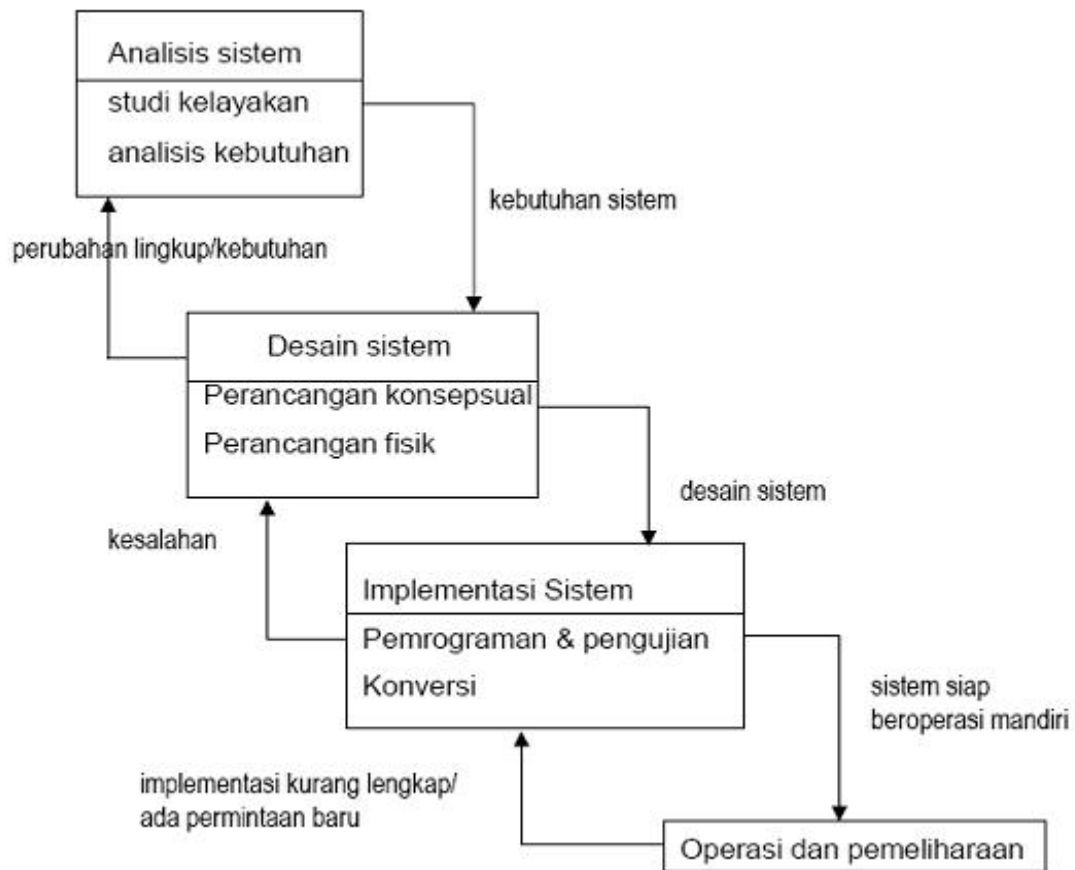 Analisis sistem
studi kelayakan
analisis kebutuhan
kebutuhan sistem
perubahan lingkup/kebutuhan
Desain sistem
Perancangan konsepsual
Perancangan fisik
desain sistem
kesalahan
Implementasi Sistem
Pemrograman & pengujian
Konversi
sistem siap
beroperasi mandiri
implementasi kurang lengkap/
ada permintaan baru
Operasi dan pemeliharaan